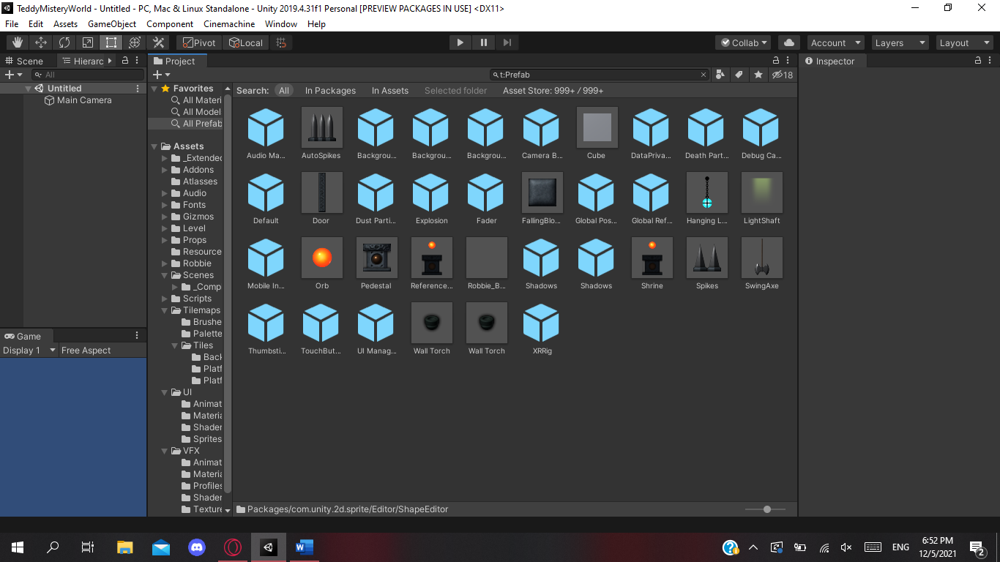 TeddyMisteryWorld - Untitled - PC, Mac & Linux Standalone - Unity 2019.4.31f1 Personal [PREVIEW PACKAGES IN USE] <DX11>
File Edit Assets GameObject Component Cinemachine Window Help
Pivot Local Collab Account Layers Layout
Scene Hierarc Project Inspector
All t:Prefab 18
Untitled
Main Camera
Favorites
All Materi
All Model
All Prefab
Assets
_Extended
Addons
Atlasses
Audio
Fonts
Gizmos
Level
Props
Resource
Robbie
Scenes
_Comp
Scripts
Tilemaps
Brushe
Palette
Tiles
Back
Platf
Platf
UI
Animat
Materia
Shader
Sprites
VFX
Animat
Materia
Profiles
Shader
Texture
Search: All In Packages In Assets Selected folder Asset Store: 999+ / 999+
Audio Ma... AutoSpikes Backgrou... Backgrou... Backgrou... Camera B... Cube DataPriva... Death Part... Debug Ca...
Default Door Dust Parti... Explosion Fader FallingBlo... Global Pos... Global Ref... Hanging L... LightShaft
Mobile In... Orb Pedestal Reference... Robbie_B... Shadows Shadows Shrine Spikes SwingAxe
Thumbsti... TouchBut... UI Manag... Wall Torch Wall Torch XRRig
Packages/com.unity.2d.sprite/Editor/ShapeEditor
Game
Display 1 Free Aspect
ENG
6:52 PM
12/5/2021
2